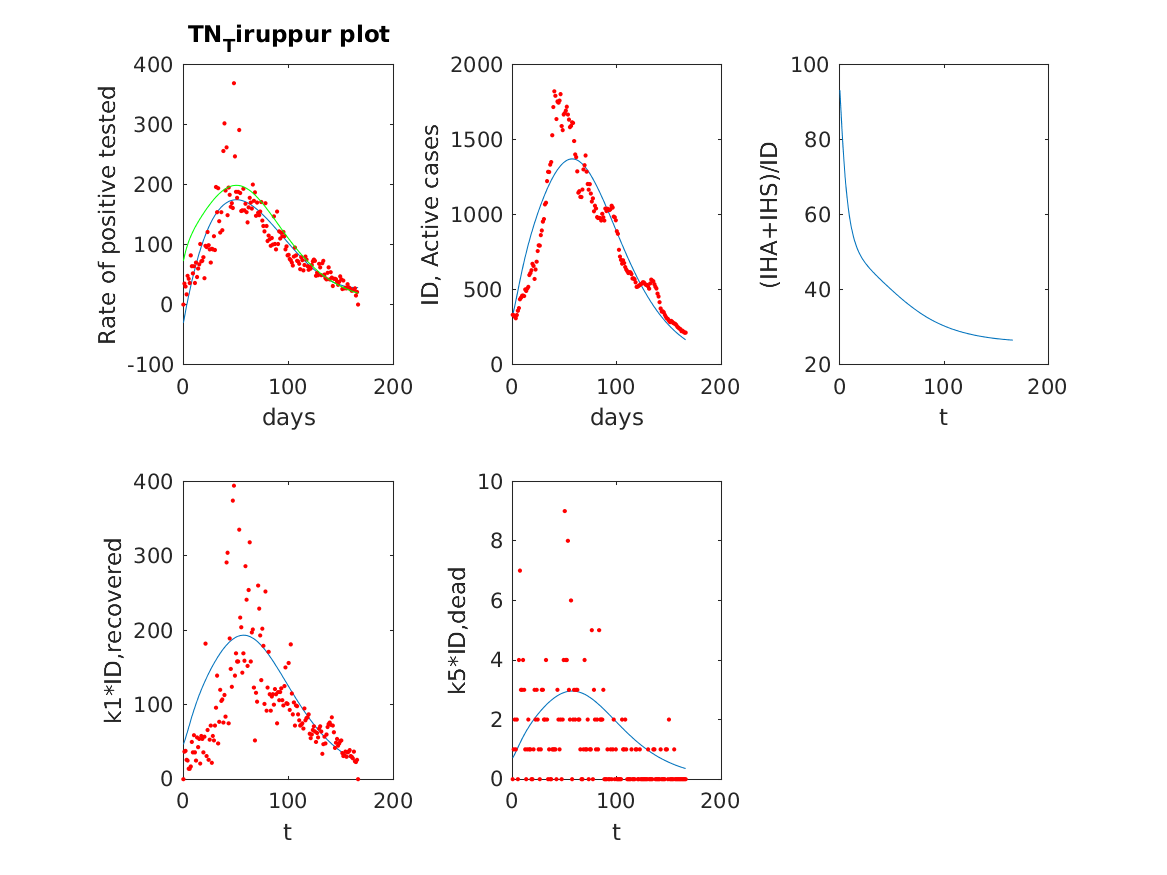 TN_Tiruppur plot
400
300
200
100
0
-100
0 100 200
days
Rate of positive tested
2000
1500
1000
500
0
0 100 200
days
ID, Active cases
100
80
60
40
20
0 100 200
t
(IHA+IHS)/ID
400
300
200
100
0
0 100 200
t
k1*ID,recovered
10
8
6
4
2
0
0 100 200
t
k5*ID,dead